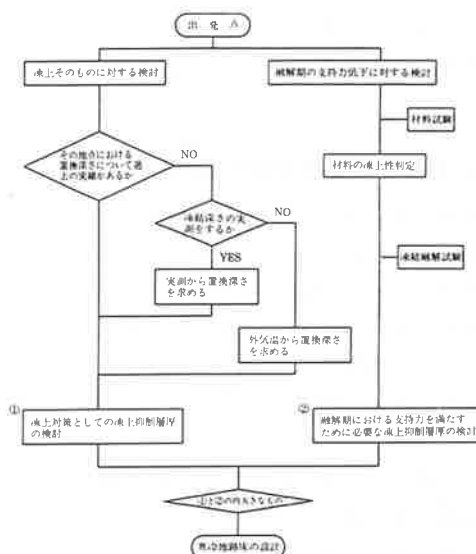 出発点
凍上そのものに対する検討
融解期の支持力低下に対する検討
材料試験
その地点における
置換深さについて過
去の実績があるか
NO
材料の凍上性判定
凍結深さの実
測をするか
NO
YES
凍結融解試験
実測から置換深さ
を求める
外気温から置換深さ
を求める
①
凍上対策としての凍上抑制層厚
の検討
②
融解期における支持力を満たす
ために必要な凍上抑制層厚の検討
①と②の内大きなもの
寒冷地路床の設計